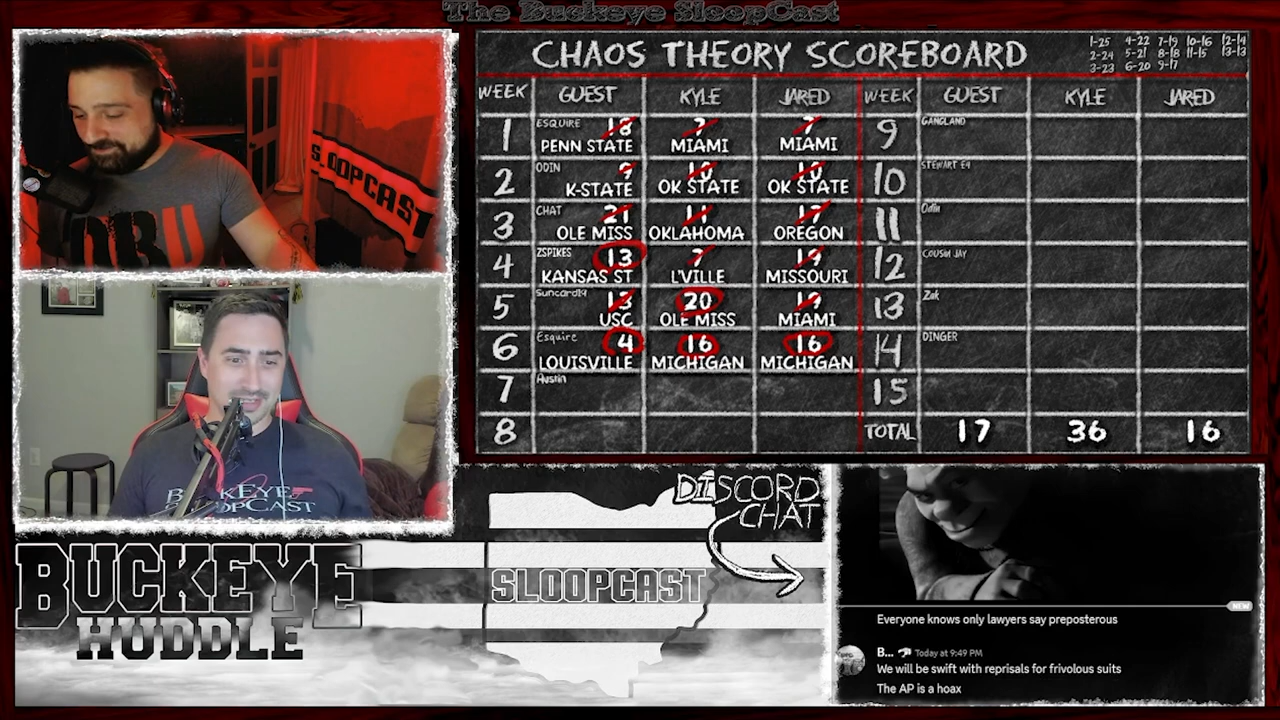 The Buckeye SloopCast
CHAOS THEORY SCOREBOARD
1-25 4-22 7-19 10-16 12-14
2-24 5-21 8-18 11-15 13-13
3-23 6-20 9-17
WEEK GUEST KYLE JARED WEEK GUEST KYLE JARED
1 ESQUIRE 18 PENN STATE 7 MIAMI 7 MIAMI 9 GANGLAND
2 ODIN 9 K-STATE 10 OK STATE 10 OK STATE 10 STEWART E4
3 CHAT 21 OLE MISS 11 OKLAHOMA 17 OREGON 11 Odin
4 ZSPIKES 13 KANSAS ST 7 L'VILLE 19 MISSOURI 12 COUSIN JAY
5 Suncard19 13 USC 20 OLE MISS 19 MIAMI 13 Zak
6 Esquire 4 LOUISVILLE 16 MICHIGAN 16 MICHIGAN 14 DINGER
7 Austin 15
8 TOTAL 17 36 16
SLOOPCAST
BUCKEYE
SLOOPCAST
DISCORD
CHAT
BUCKEYE
HUDDLE
SLOOPCAST
NEW
Everyone knows only lawyers say preposterous
B... Today at 9:49 PM
We will be swift with reprisals for frivolous suits
The AP is a hoax